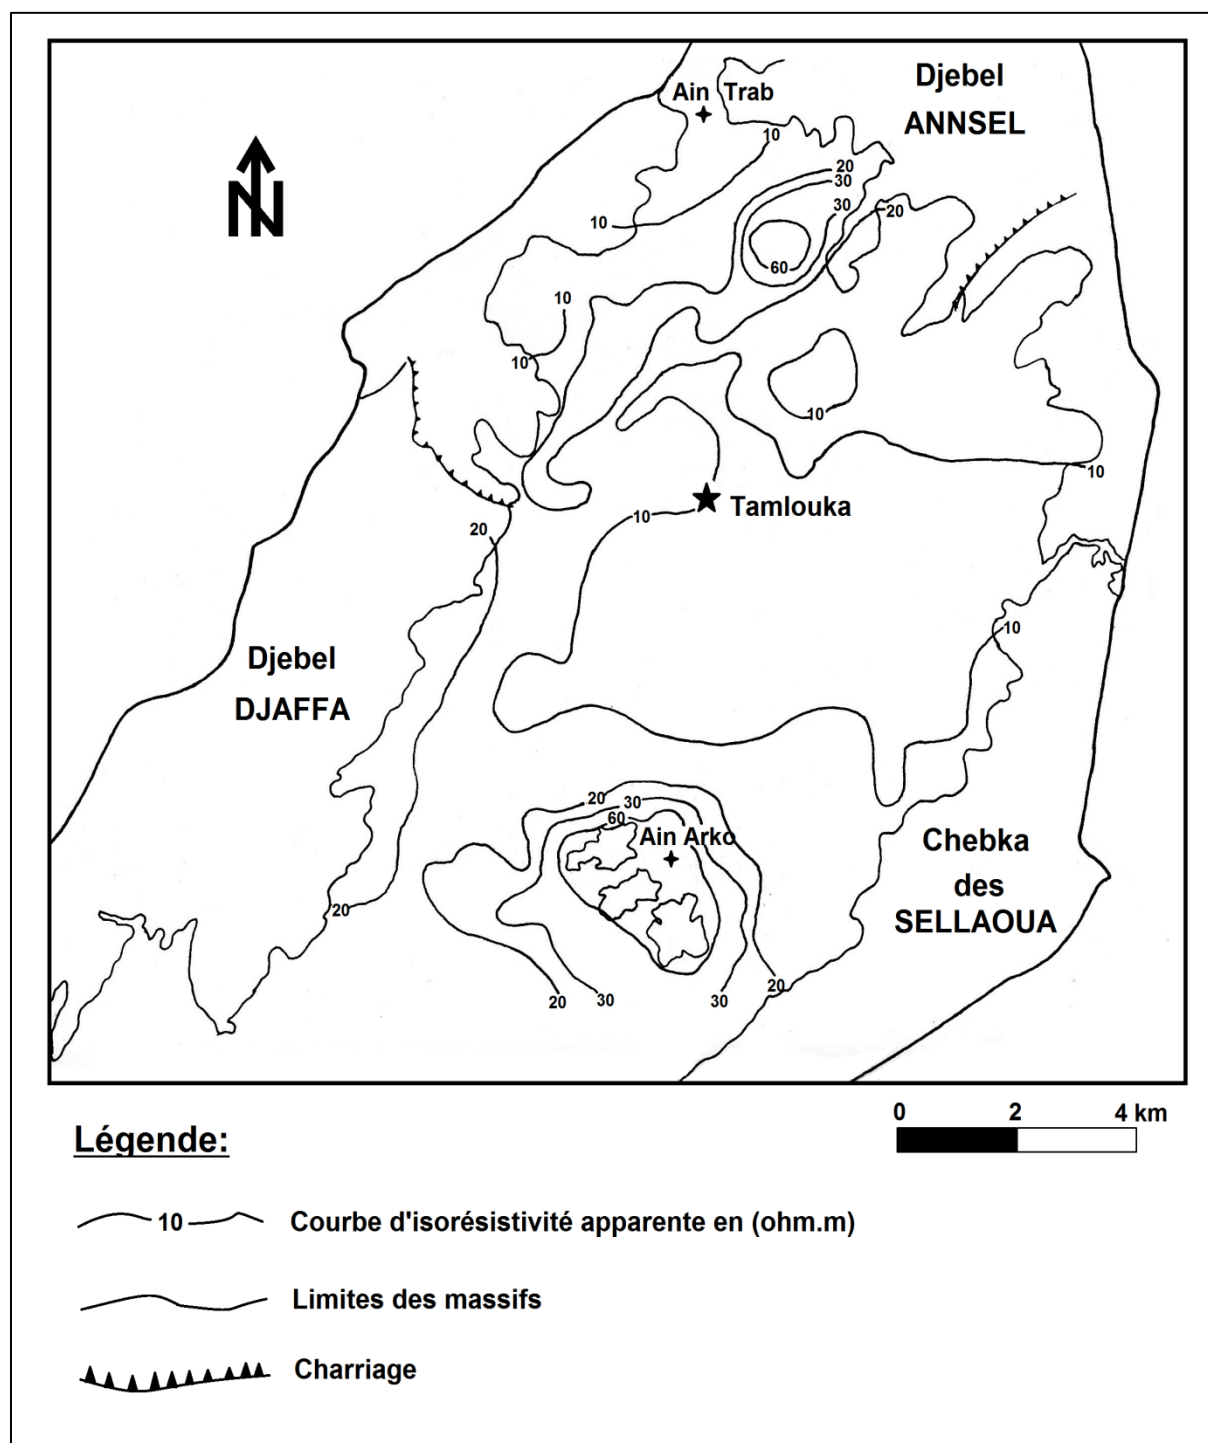 Djebel
ANNSEL
Ain Trab
10
20
30
30
20
10
60
10
10
10
N
10
10
Tamlouka
20
10
Djebel
DJAFFA
20
30
60
Ain Arko
Chebka
des
SELLAOUA
20
20
30
30
20
0 2 4 km
Légende:
10
Courbe d'isorésistivité apparente en (ohm.m)
Limites des massifs
Charriage